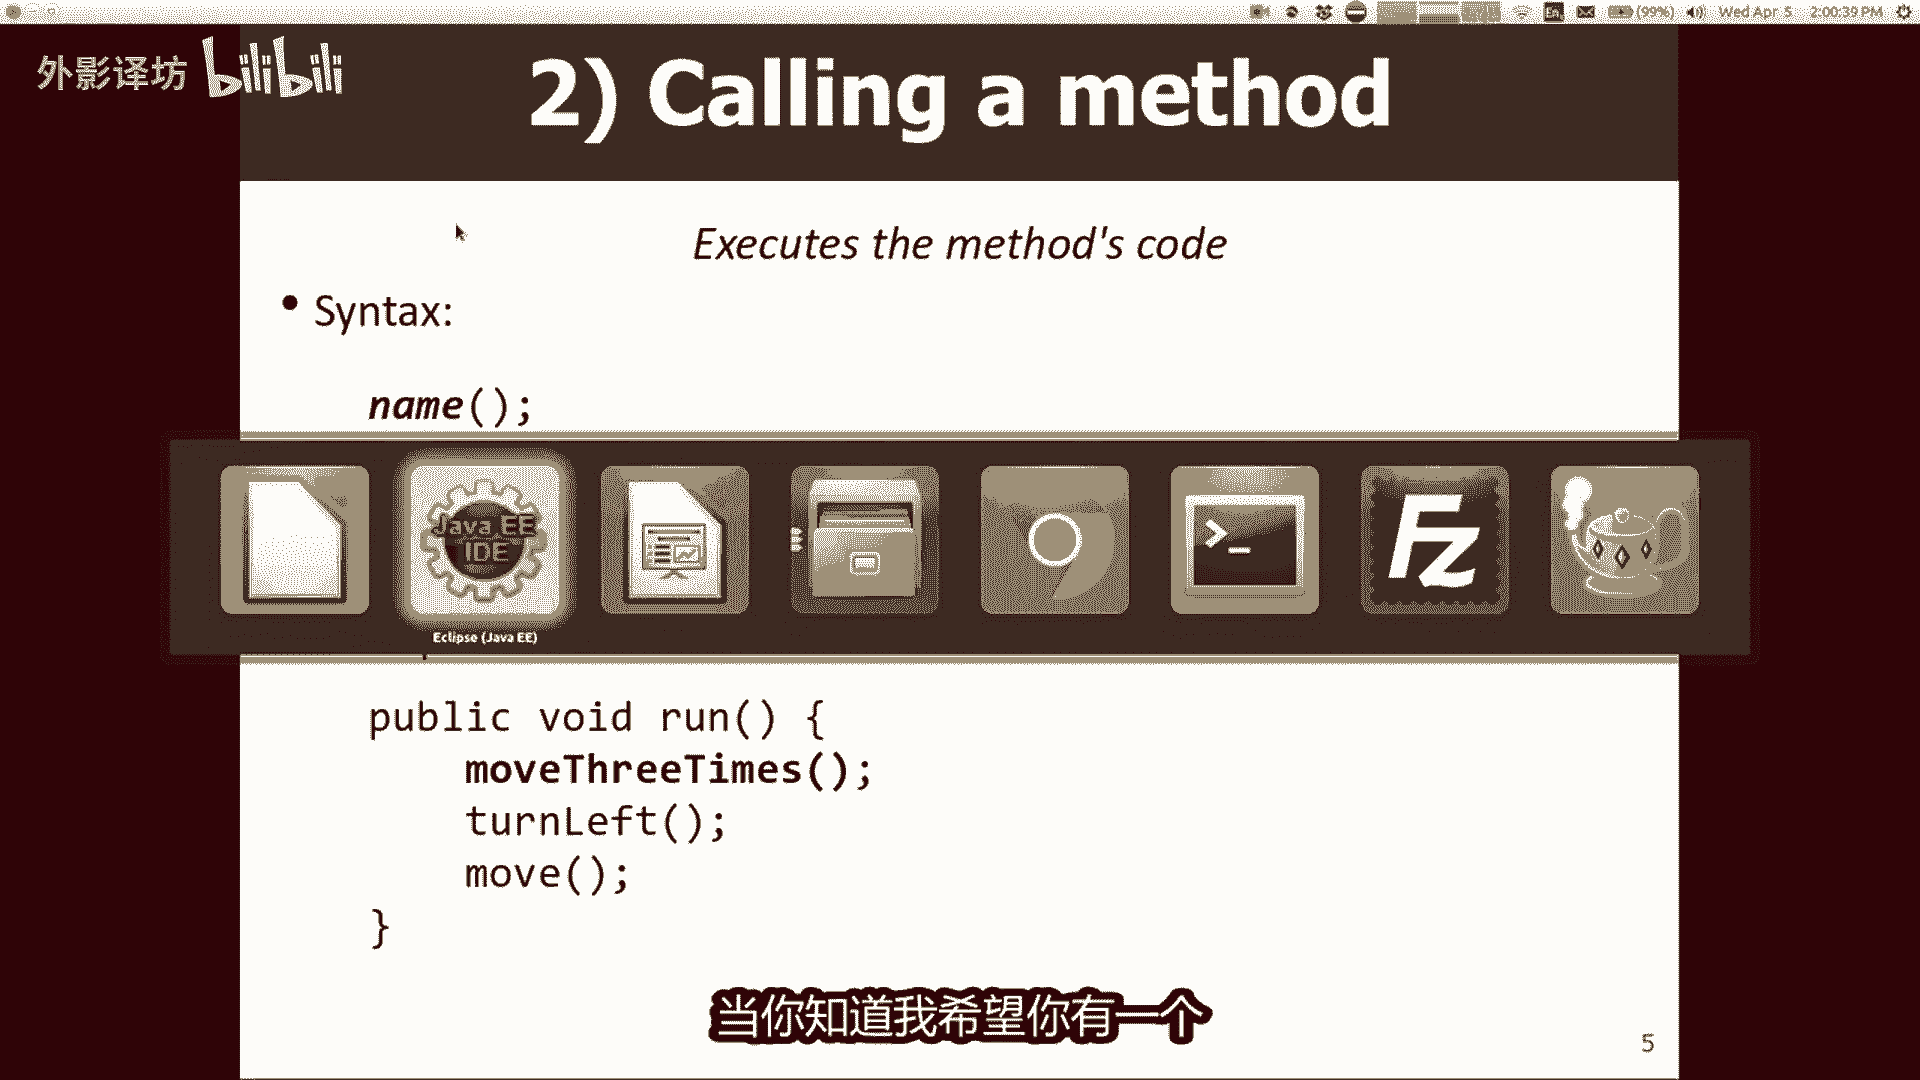 En (99%) Wed Apr 5 2:00:39 PM
外影译坊 bilibili
2) Calling a method
Executes the method's code
• Syntax:
name();
Java EE
IDE
>_
Fz
Eclipse (Java EE)
public void run() {
moveThreeTimes();
turnLeft();
move();
}
当你知道我希望你有一个
5